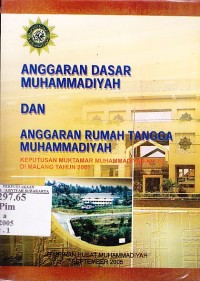 ANGGARAN DASAR
MUHAMMADIYAH
DAN
ANGGARAN RUMAH TANGGA
MUHAMMADIYAH
KEPUTUSAN MUKTAMAR MUHAMMADIYAH
DI MALANG TAHUN 2005
297.65
Pim
a
2005
PIMPINAN PUSAT MUHAMMADIYAH
SEPTEMBER 2005